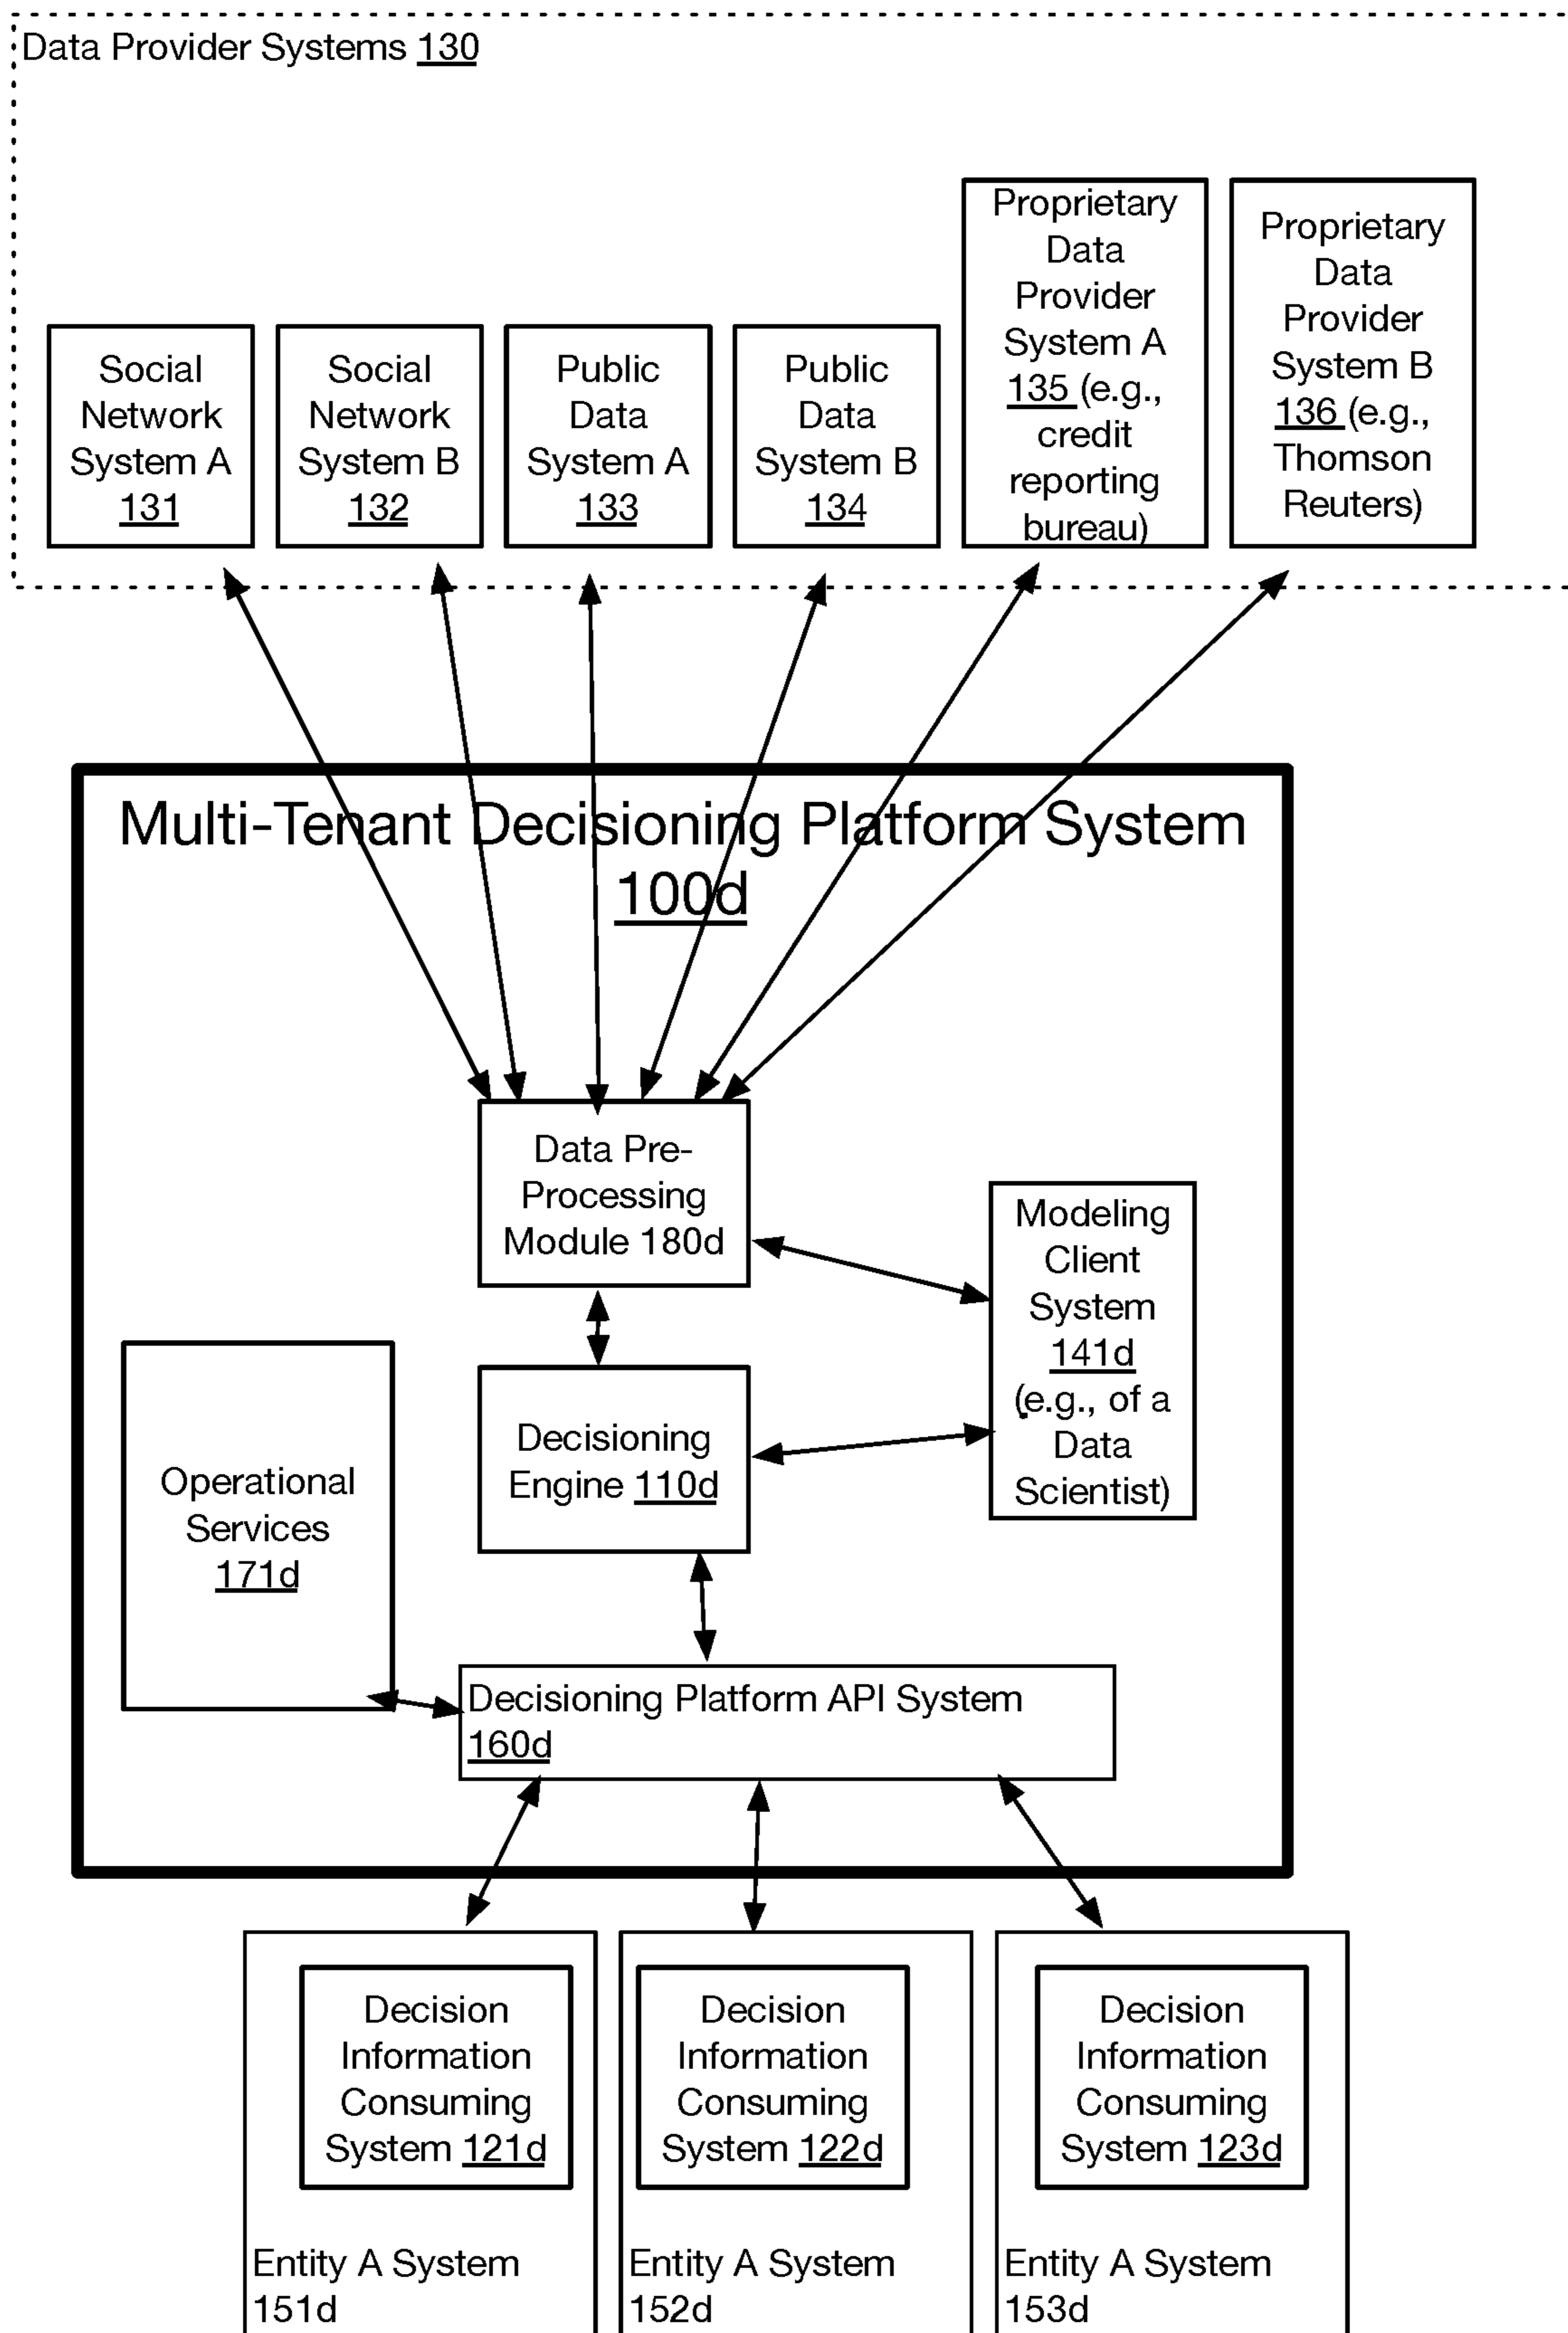 Data Provider Systems 130
Proprietary
Data
Provider
System A
135 (e.g.,
credit
reporting
bureau)
Proprietary
Data
Provider
System B
136 (e.g.,
Thomson
Reuters)
Social
Network
System A
131
Social
Network
System B
132
Public
Data
System A
133
Public
Data
System B
134
Multi-Tenant Decisioning Platform System
100d
Data Pre-
Processing
Module 180d
Modeling
Client
System
141d
(e.g., of a
Data
Scientist)
Decisioning
Engine 110d
Operational
Services
171d
Decisioning Platform API System
160d
Decision
Information
Consuming
System 121d
Entity A System
151d
Decision
Information
Consuming
System 122d
Entity A System
152d
Decision
Information
Consuming
System 123d
Entity A System
153d